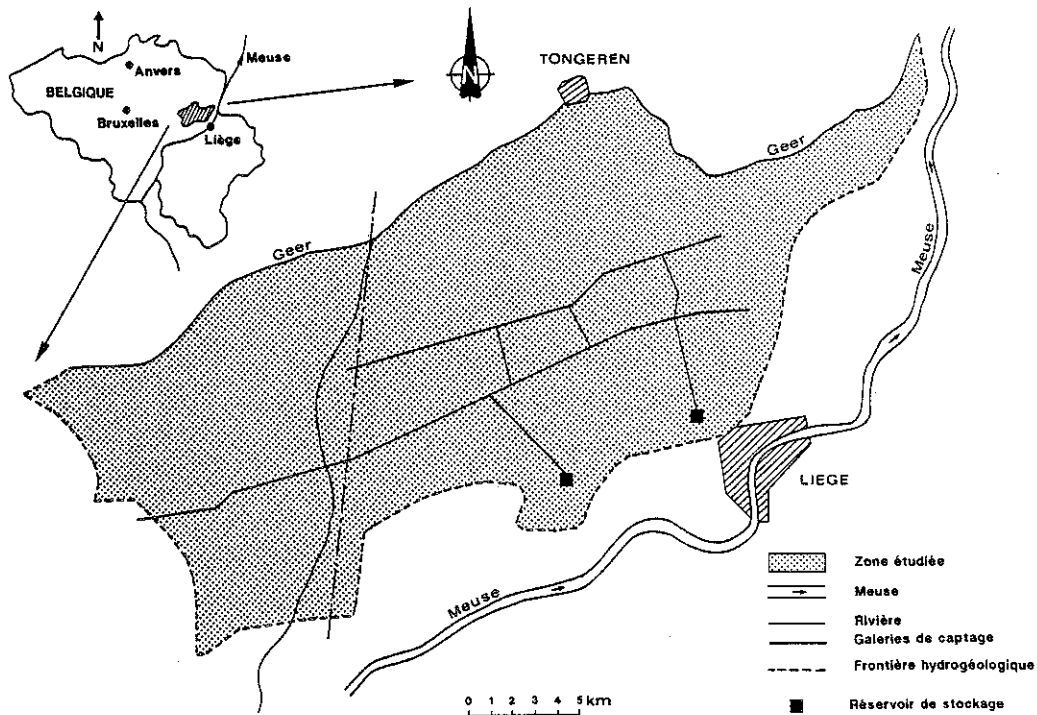 N
Meuse
Anvers
BELGIQUE
Bruxelles
Liège
N
TONGEREN
Geer
Geer
Meuse
LIEGE
Meuse
Zone étudiée
Meuse
Rivière
Galeries de captage
Frontière hydrogéologique
Réservoir de stockage
0 1 2 3 4 5 km